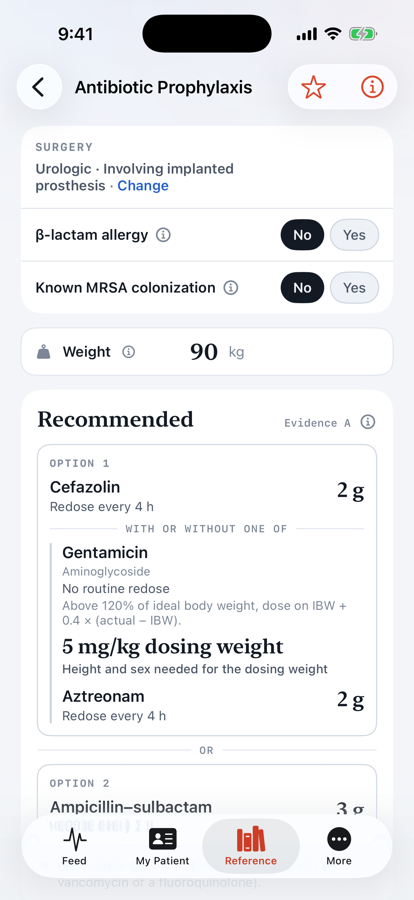 9:41
Antibiotic Prophylaxis
SURGERY
Urologic · Involving implanted
prosthesis · Change
β-lactam allergy
No
Yes
Known MRSA colonization
No
Yes
Weight
90 kg
Recommended
Evidence A
OPTION 1
Cefazolin
2 g
Redose every 4 h
WITH OR WITHOUT ONE OF
Gentamicin
Aminoglycoside
No routine redose
Above 120% of ideal body weight, dose on IBW +
0.4 × (actual − IBW).
5 mg/kg dosing weight
Height and sex needed for the dosing weight
Aztreonam
2 g
Redose every 4 h
OR
OPTION 2
Ampicillin–sulbactam
3 g
Feed
My Patient
Reference
More
vancomycin or a fluoroquinolone).